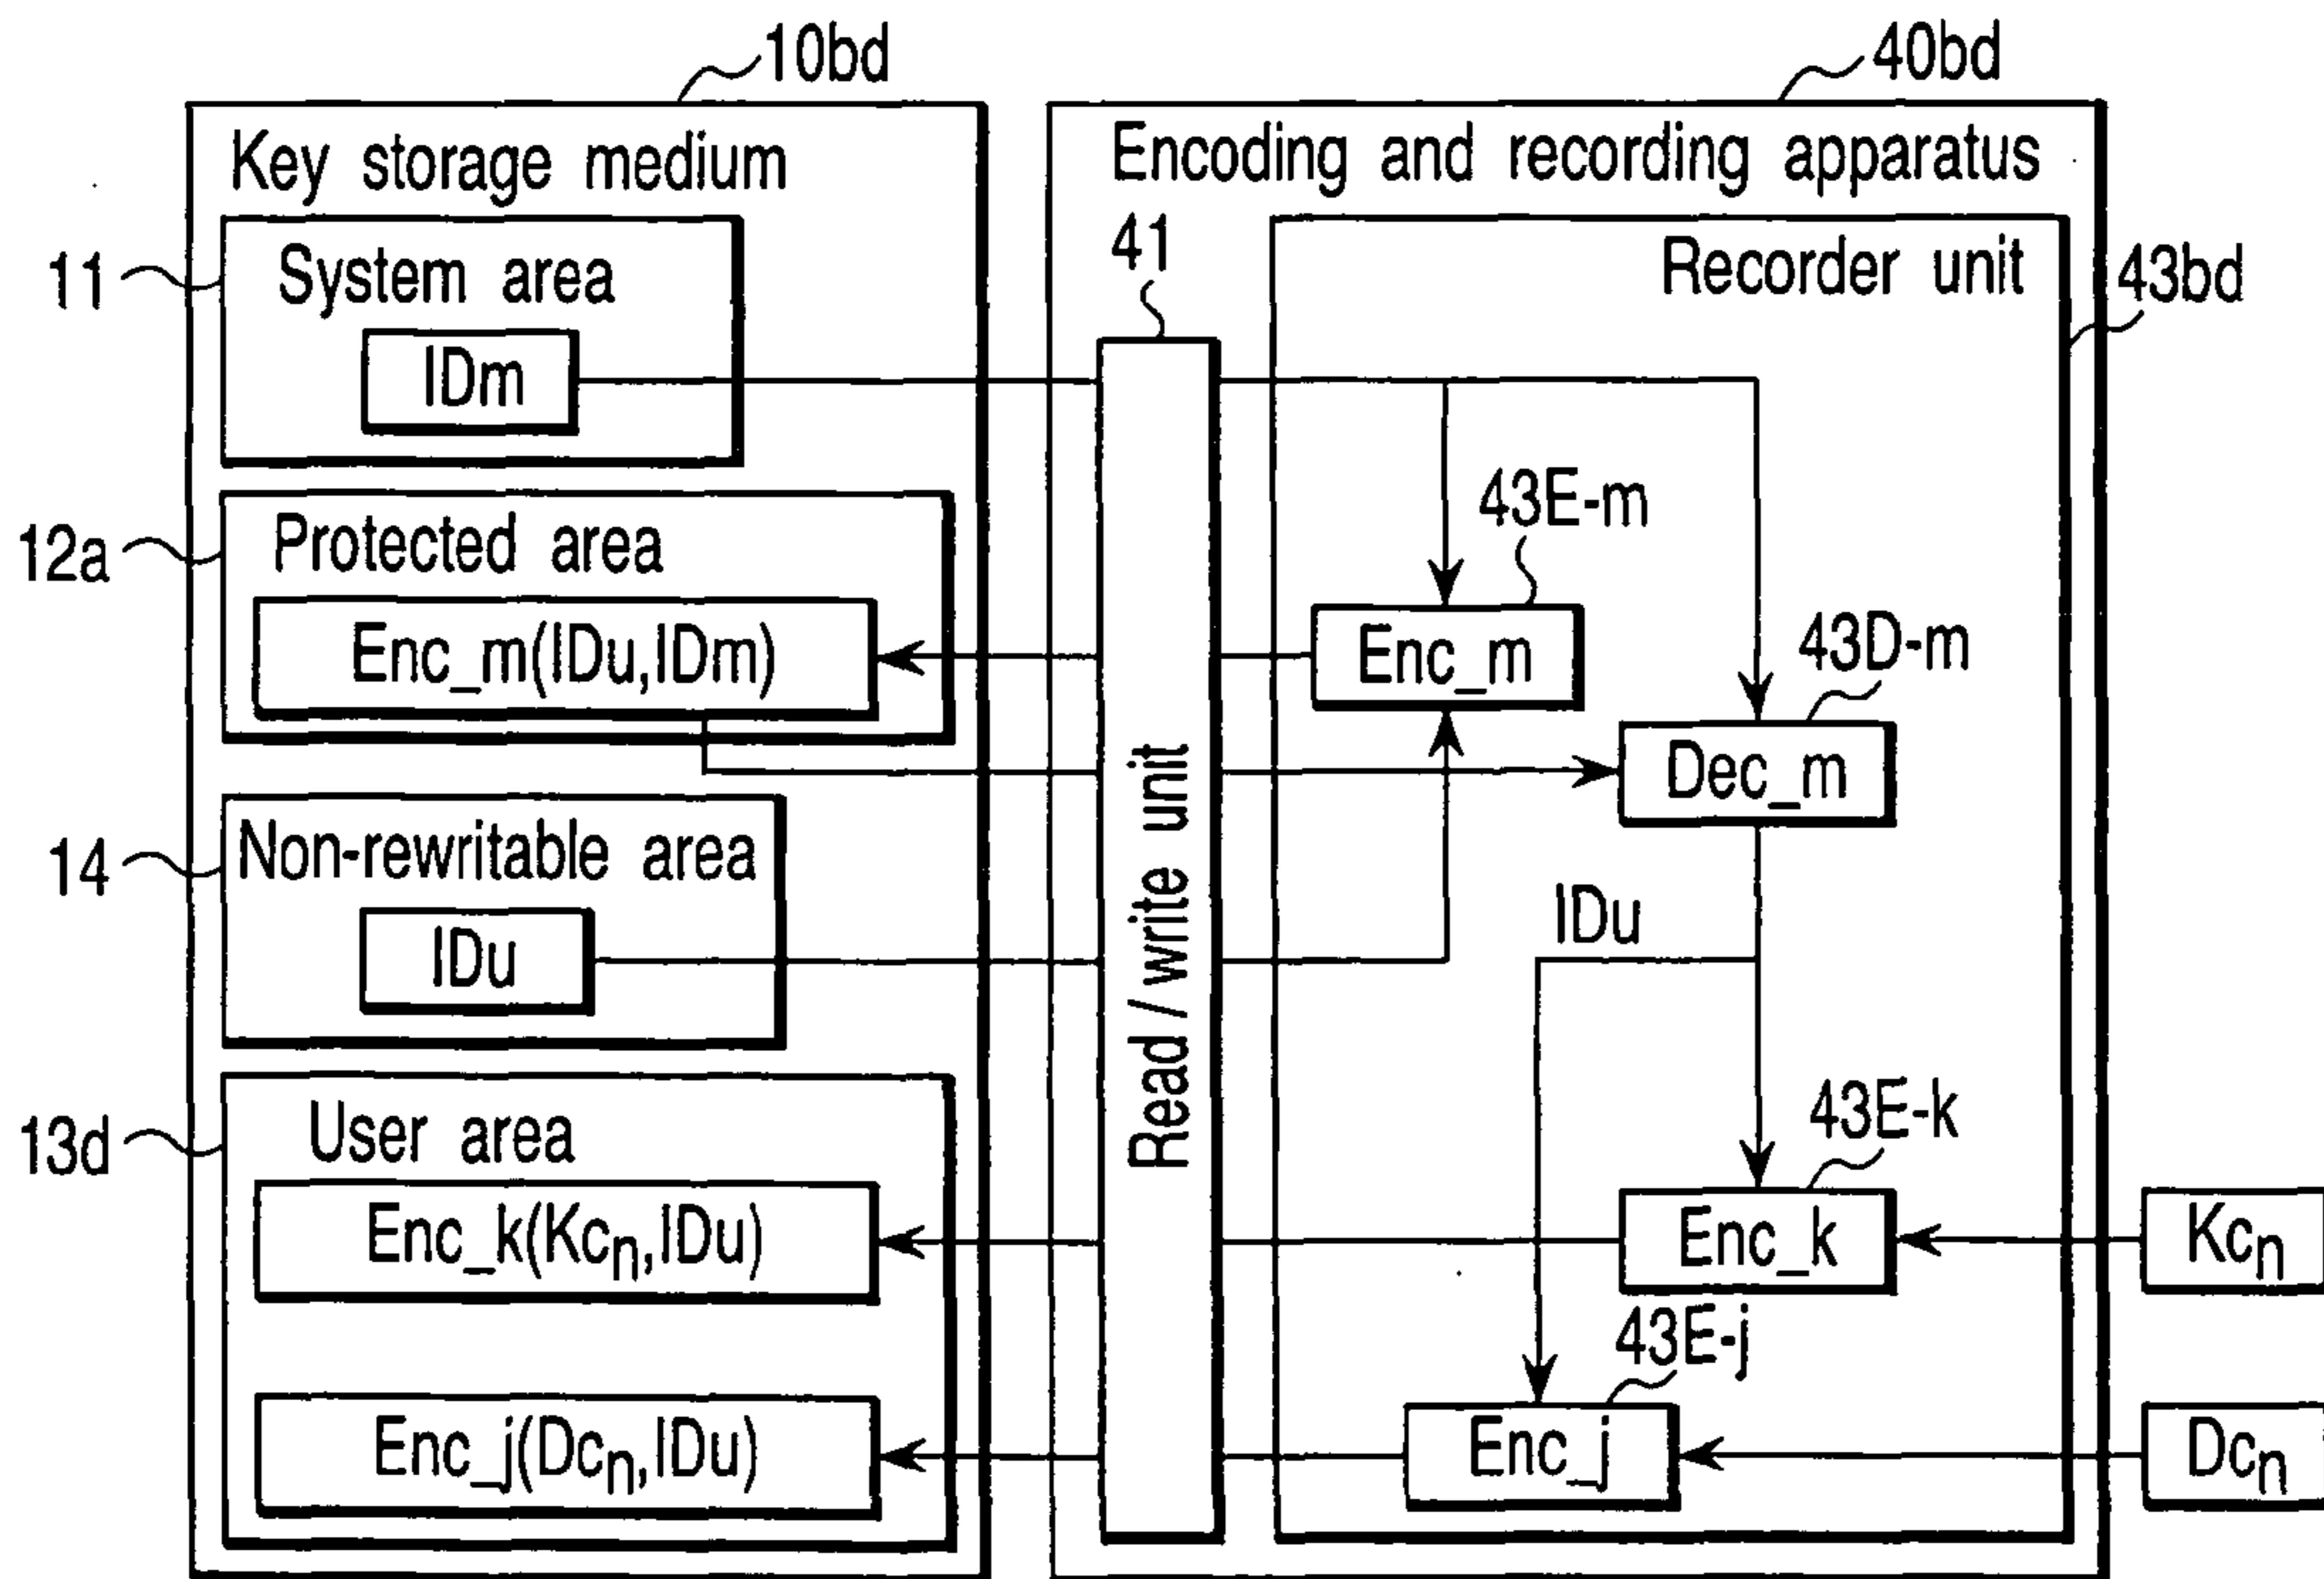 10bd
40bd
Key storage medium
Encoding and recording apparatus
11
System area
41
Recorder unit
43bd
IDm
43E-m
12a
Protected area
Enc_m(IDu,IDm)
Enc_m
43D-m
Dec_m
14
Non-rewritable area
IDu
IDu
Read / write unit
13d
User area
43E-k
Enc_k(Kcn,IDu)
Enc_k
Kcn
43E-j
Enc_j(Dcn,IDu)
Enc_j
Dcn